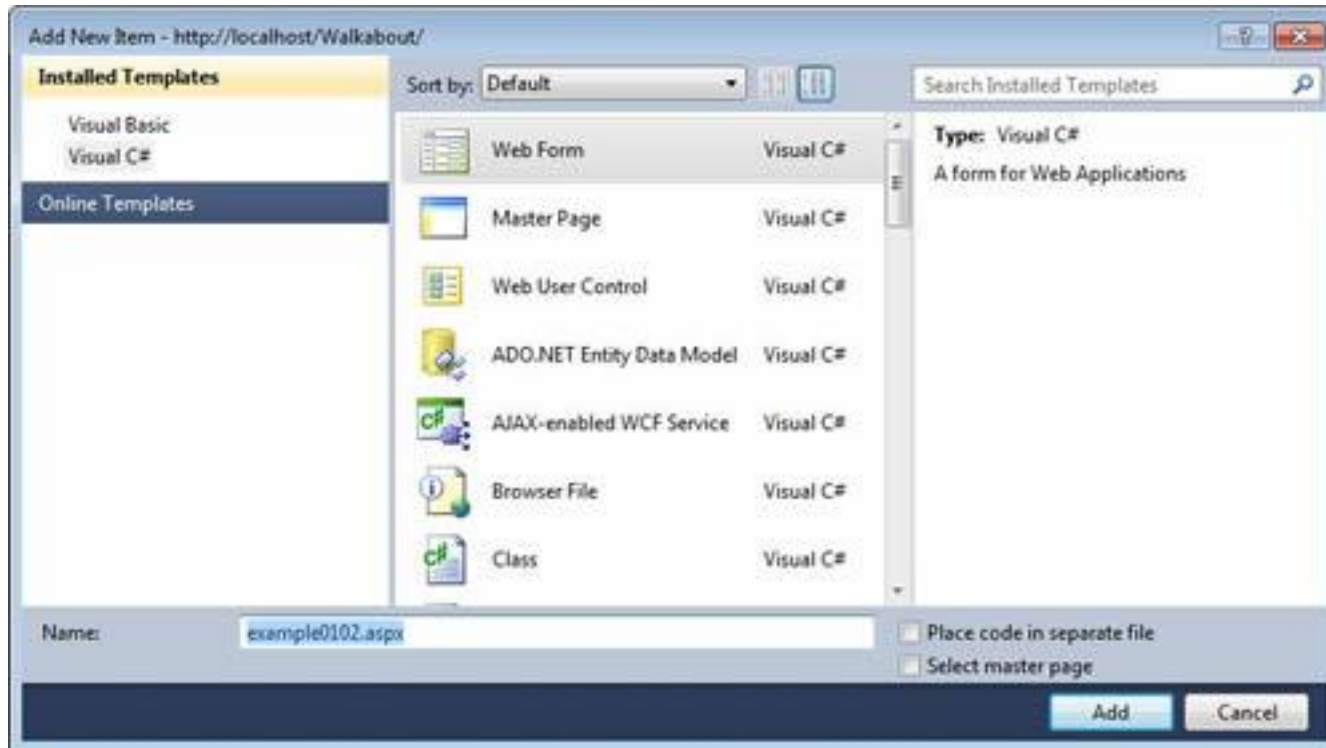 Add New Item - http://localhost/Walkabout/
Installed Templates
Visual Basic
Visual C#
Online Templates
Sort by: Default
Search Installed Templates
Web Form Visual C#
Master Page Visual C#
Web User Control Visual C#
ADO.NET Entity Data Model Visual C#
AJAX-enabled WCF Service Visual C#
Browser File Visual C#
Class Visual C#
Type: Visual C#
A form for Web Applications
Name: example0102.aspx
Place code in separate file
Select master page
Add Cancel